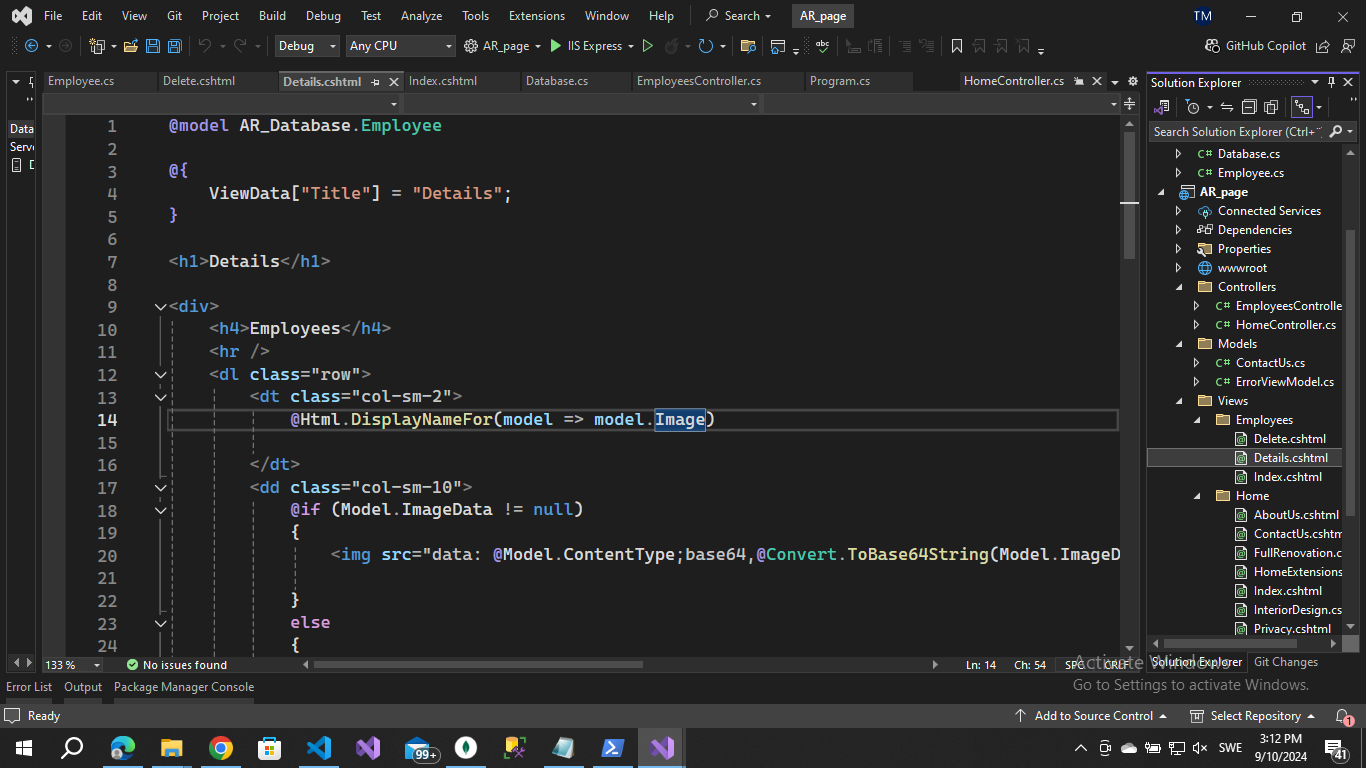 File Edit View Git Project Build Debug Test Analyze Tools Extensions Window Help Search AR_page TM
Debug Any CPU AR_page IIS Express GitHub Copilot
Employee.cs Delete.cshtml Details.cshtml Index.cshtml Database.cs EmployeesController.cs Program.cs HomeController.cs
1 @model AR_Database.Employee
2
3 @{
4 ViewData["Title"] = "Details";
5 }
6
7 <h1>Details</h1>
8
9 <div>
10 <h4>Employees</h4>
11 <hr />
12 <dl class="row">
13 <dt class="col-sm-2">
14 @Html.DisplayNameFor(model => model.Image)
15
16 </dt>
17 <dd class="col-sm-10">
18 @if (Model.ImageData != null)
19 {
20 <img src="data: @Model.ContentType;base64,@Convert.ToBase64String(Model.ImageD
21
22 }
23 else
24 {
133 % No issues found Ln: 14 Ch: 54 SPC CRLF
Data
Serv
D
Solution Explorer
Search Solution Explorer (Ctrl+
C# Database.cs
C# Employee.cs
AR_page
Connected Services
Dependencies
Properties
wwwroot
Controllers
C# EmployeesControlle
C# HomeController.cs
Models
C# ContactUs.cs
C# ErrorViewModel.cs
Views
Employees
Delete.cshtml
Details.cshtml
Index.cshtml
Home
AboutUs.cshtml
ContactUs.cshtm
FullRenovation.c
HomeExtensions
Index.cshtml
InteriorDesign.cs
Privacy.cshtml
Solution Explorer Git Changes
Activate Windows
Go to Settings to activate Windows.
Error List Output Package Manager Console
Ready Add to Source Control Select Repository 1
99+ SWE 3:12 PM
9/10/2024 41